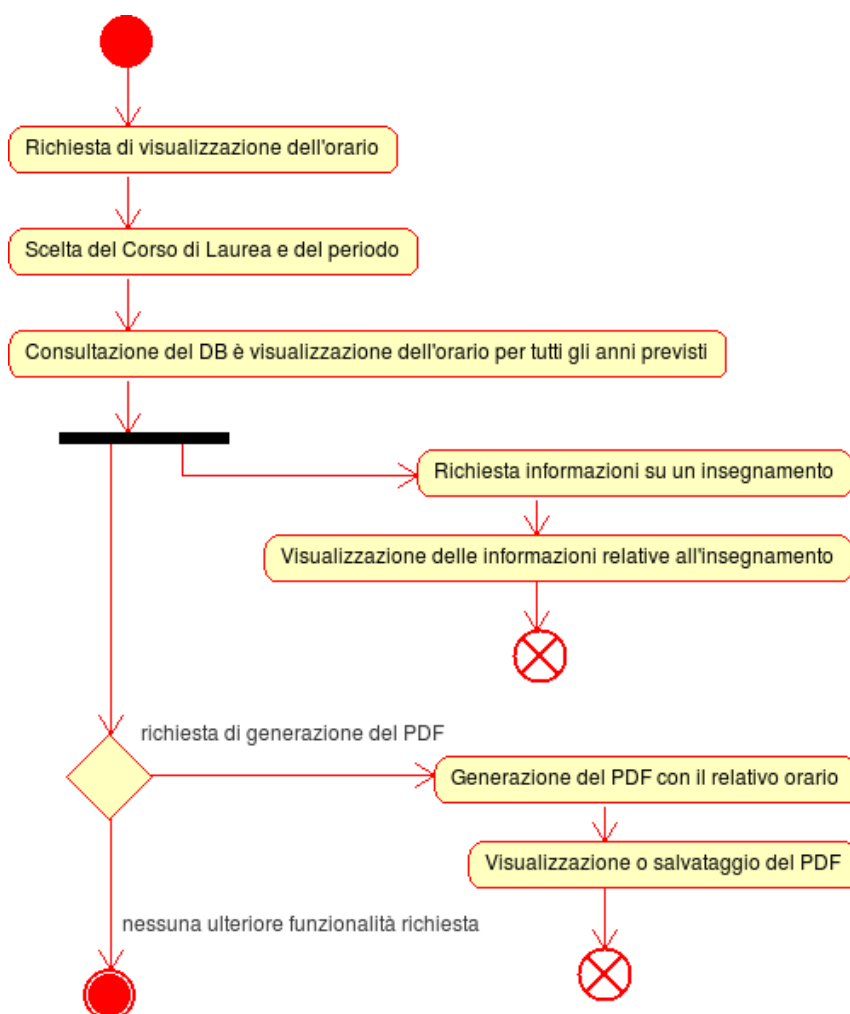 Richiesta di visualizzazione dell'orario
Scelta del Corso di Laurea e del periodo
Consultazione del DB è visualizzazione dell'orario per tutti gli anni previsti
Richiesta informazioni su un insegnamento
Visualizzazione delle informazioni relative all'insegnamento
richiesta di generazione del PDF
Generazione del PDF con il relativo orario
Visualizzazione o salvataggio del PDF
nessuna ulteriore funzionalità richiesta